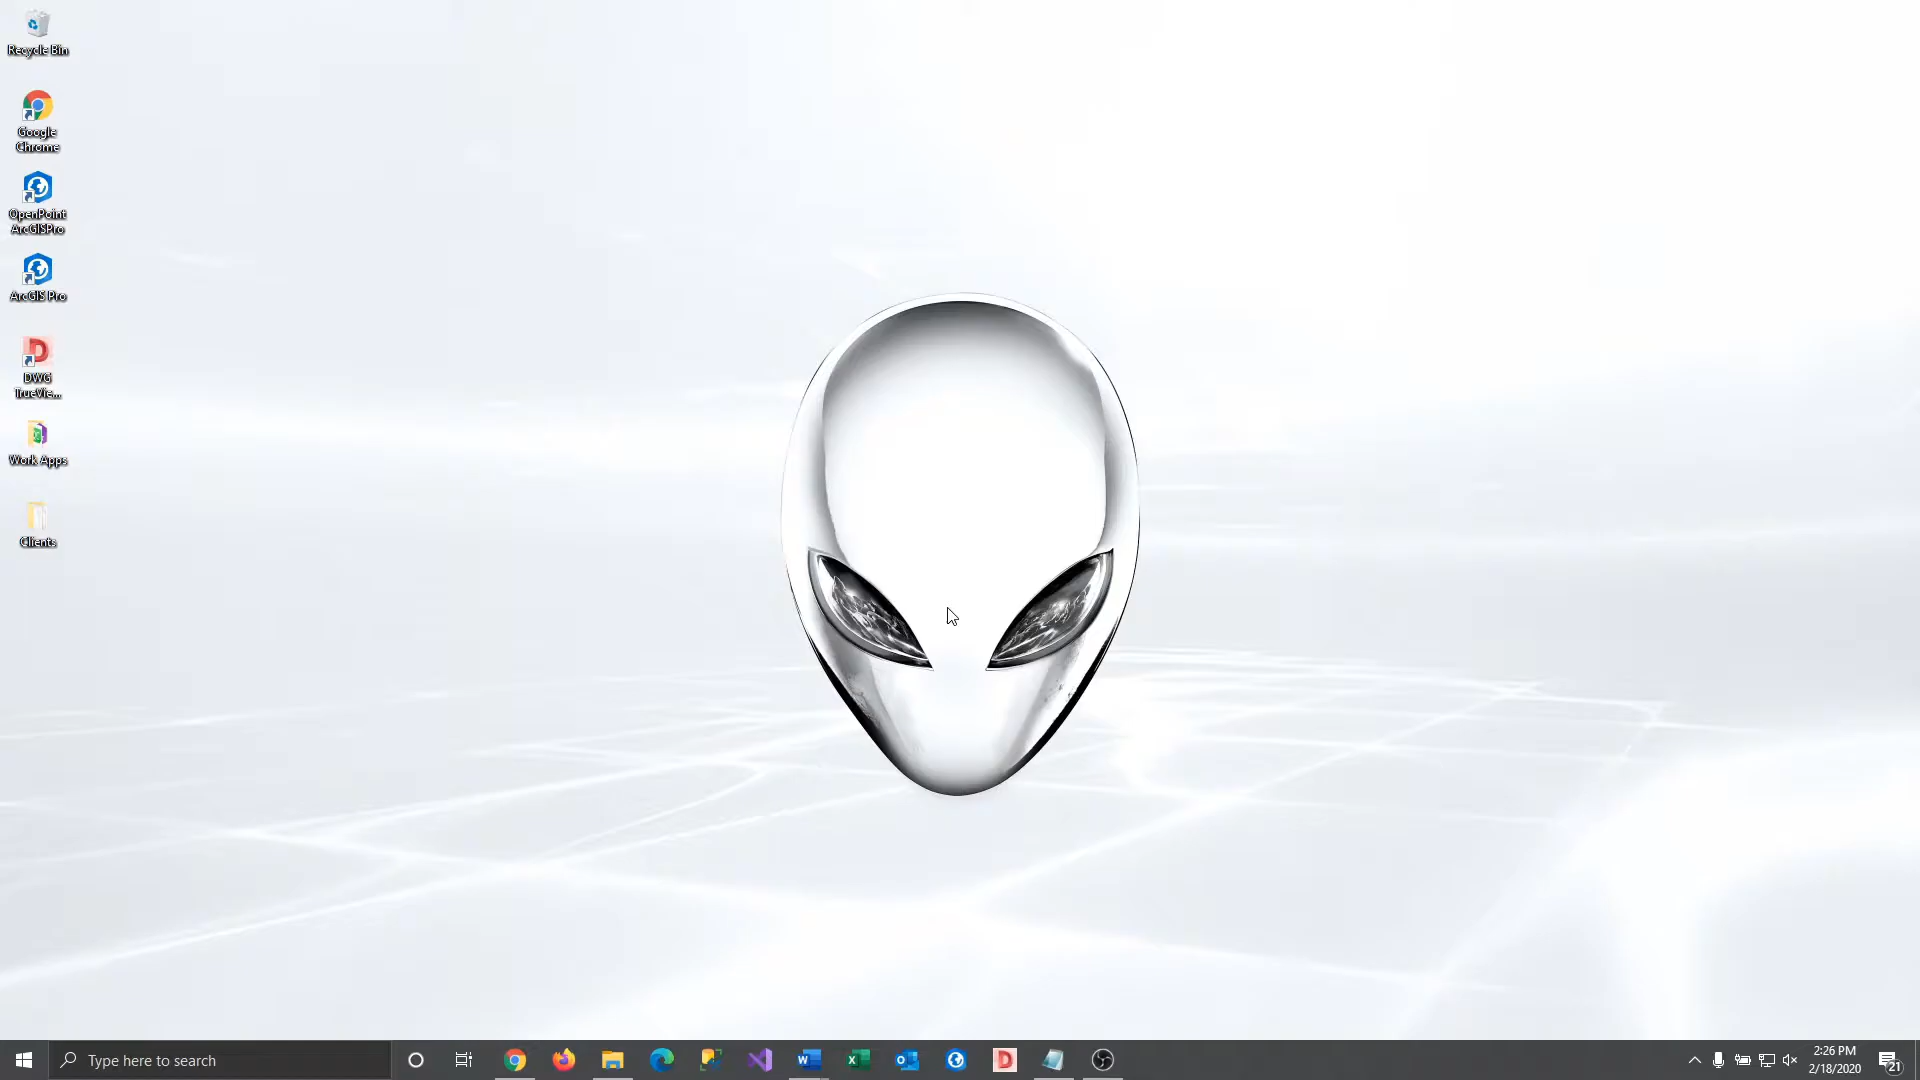 Recycle Bin
Google
Chrome
OpenPoint
ArcGISPro
ArcGIS Pro
DWG
TrueVie...
Work Apps
Clients
Type here to search
2:26 PM
2/18/2020
21